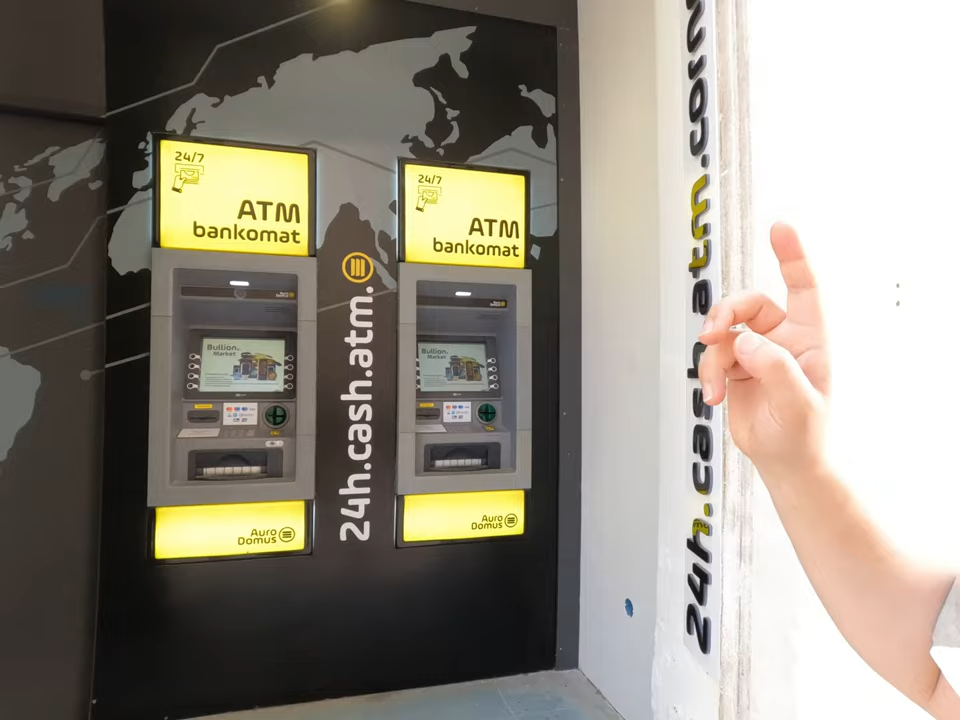 24/7
ATM
bankomat
Bullion.
Market
Auro
Domus
24h.cash.atm.
24/7
ATM
bankomat
Bullion.
Market
Auro
Domus
24h.cash.atm.com